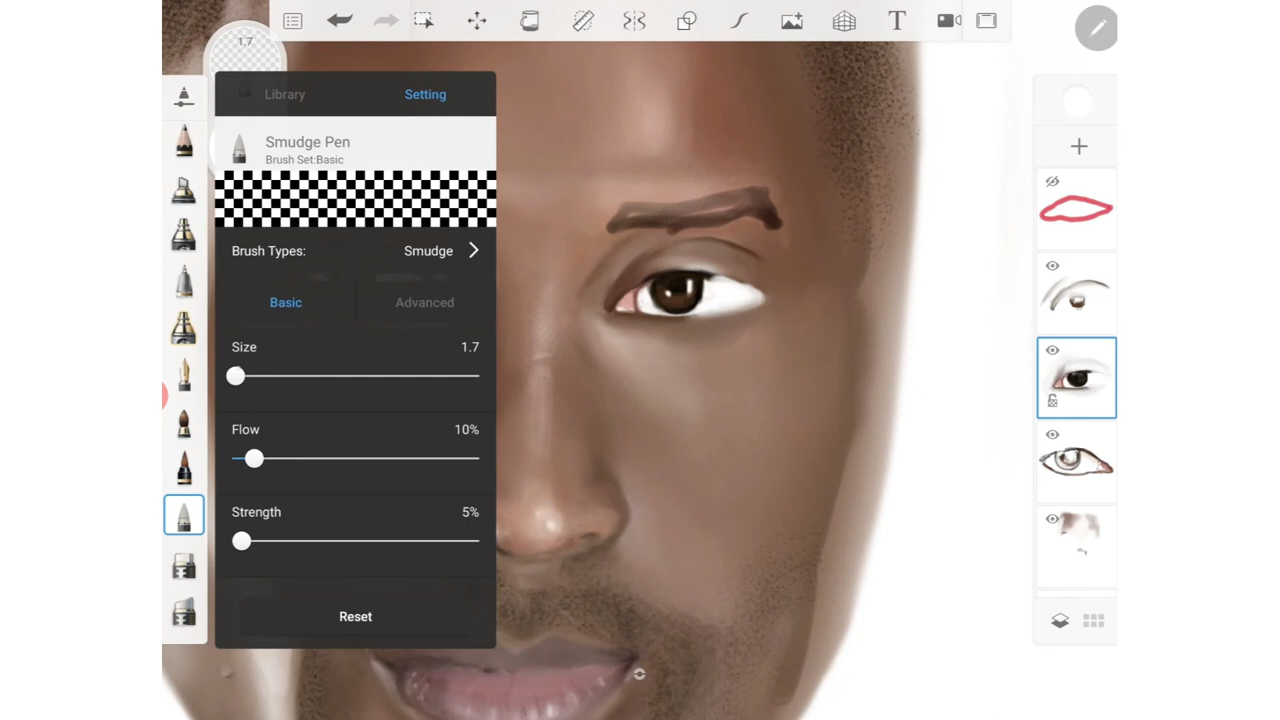 1.7
T
Library Setting
Smudge Pen
Brush Set:Basic
Brush Types: Smudge
Basic Advanced
Size 1.7
Flow 10%
Strength 5%
Reset